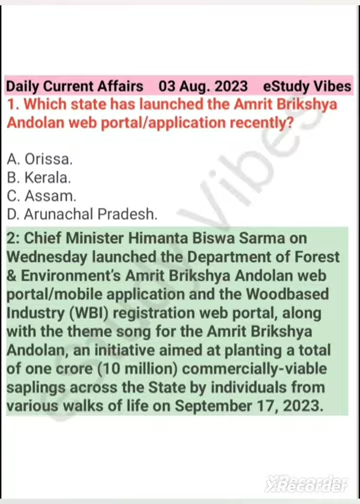 Daily Current Affairs 03 Aug. 2023 eStudy Vibes
1. Which state has launched the Amrit Brikshya
Andolan web portal/application recently?
A. Orissa.
B. Kerala.
C. Assam.
D. Arunachal Pradesh.
2: Chief Minister Himanta Biswa Sarma on
Wednesday launched the Department of Forest
& Environment's Amrit Brikshya Andolan web
portal/mobile application and the Woodbased
Industry (WBI) registration web portal, along
with the theme song for the Amrit Brikshya
Andolan, an initiative aimed at planting a total
of one crore (10 million) commercially-viable
saplings across the State by individuals from
various walks of life on September 17, 2023.
eStudy Vibes
XRecorder